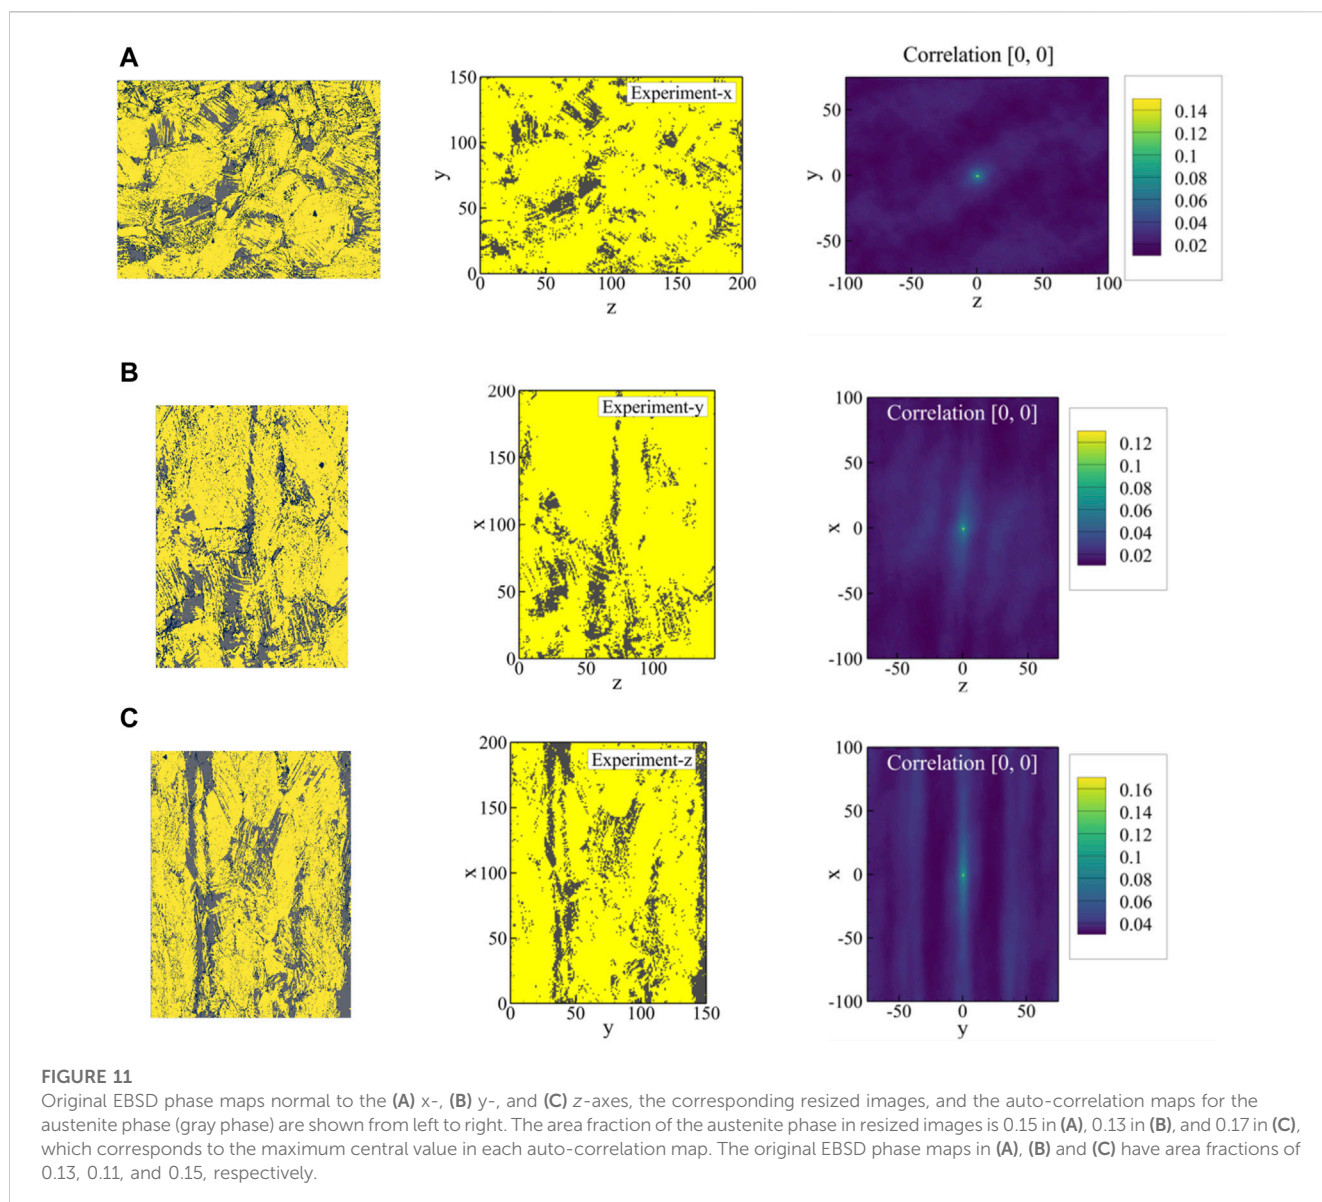 A
Experiment-x
150
100
50
0
y
0 50 100 150 200
z
Correlation [0, 0]
50
0
-50
y
-100 -50 0 50 100
z
0.14
0.12
0.1
0.08
0.06
0.04
0.02
B
Experiment-y
200
150
100
50
0
x
0 50 100
z
Correlation [0, 0]
100
50
0
-50
-100
x
-50 0 50
z
0.12
0.1
0.08
0.06
0.04
0.02
C
Experiment-z
200
150
100
50
0
x
0 50 100 150
y
Correlation [0, 0]
100
50
0
-50
-100
x
-50 0 50
y
0.16
0.14
0.12
0.1
0.08
0.06
0.04
FIGURE 11
Original EBSD phase maps normal to the (A) x-, (B) y-, and (C) z-axes, the corresponding resized images, and the auto-correlation maps for the
austenite phase (gray phase) are shown from left to right. The area fraction of the austenite phase in resized images is 0.15 in (A), 0.13 in (B), and 0.17 in (C),
which corresponds to the maximum central value in each auto-correlation map. The original EBSD phase maps in (A), (B) and (C) have area fractions of
0.13, 0.11, and 0.15, respectively.